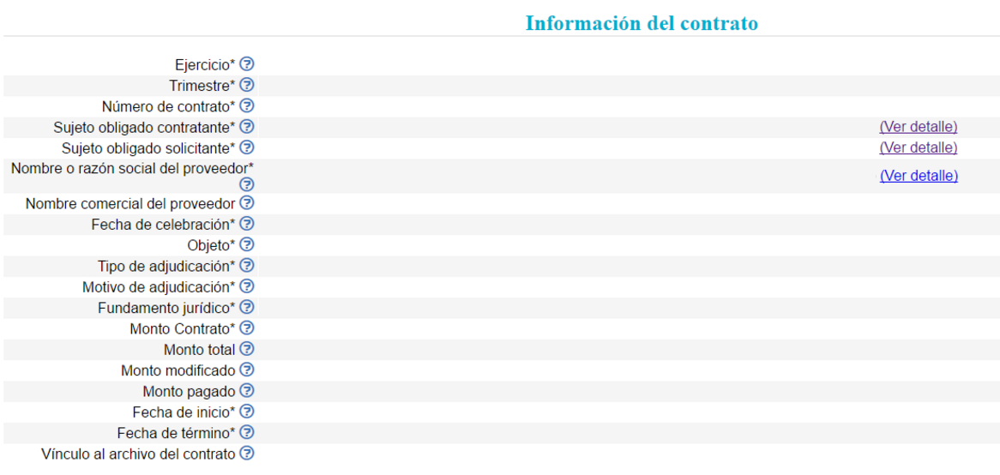 Información del contrato
Ejercicio* ?
Trimestre* ?
Número de contrato* ?
Sujeto obligado contratante* ? (Ver detalle)
Sujeto obligado solicitante* ? (Ver detalle)
Nombre o razón social del proveedor*
? (Ver detalle)
Nombre comercial del proveedor ?
Fecha de celebración* ?
Objeto* ?
Tipo de adjudicación* ?
Motivo de adjudicación* ?
Fundamento jurídico* ?
Monto Contrato* ?
Monto total ?
Monto modificado ?
Monto pagado ?
Fecha de inicio* ?
Fecha de término* ?
Vínculo al archivo del contrato ?